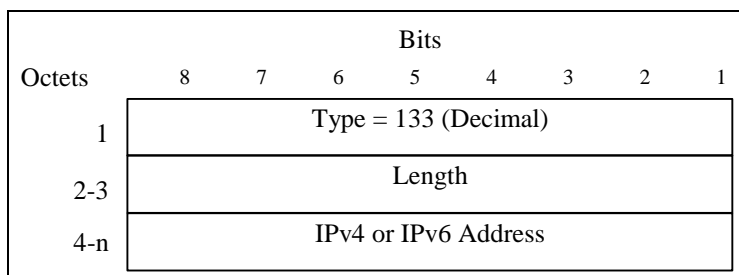 Bits
Octets 8 7 6 5 4 3 2 1
1 Type = 133 (Decimal)
2-3 Length
4-n IPv4 or IPv6 Address